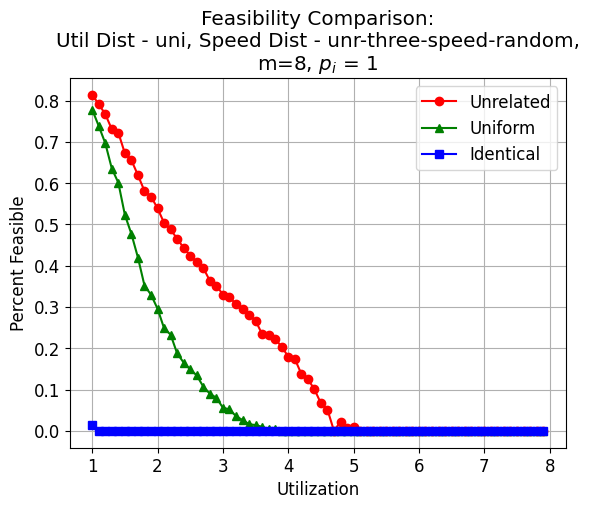 Feasibility Comparison:
Util Dist - uni, Speed Dist - unr-three-speed-random,
m=8, p_i = 1
Unrelated
Uniform
Identical
Percent Feasible
0.8
0.7
0.6
0.5
0.4
0.3
0.2
0.1
0.0
1 2 3 4 5 6 7 8
Utilization